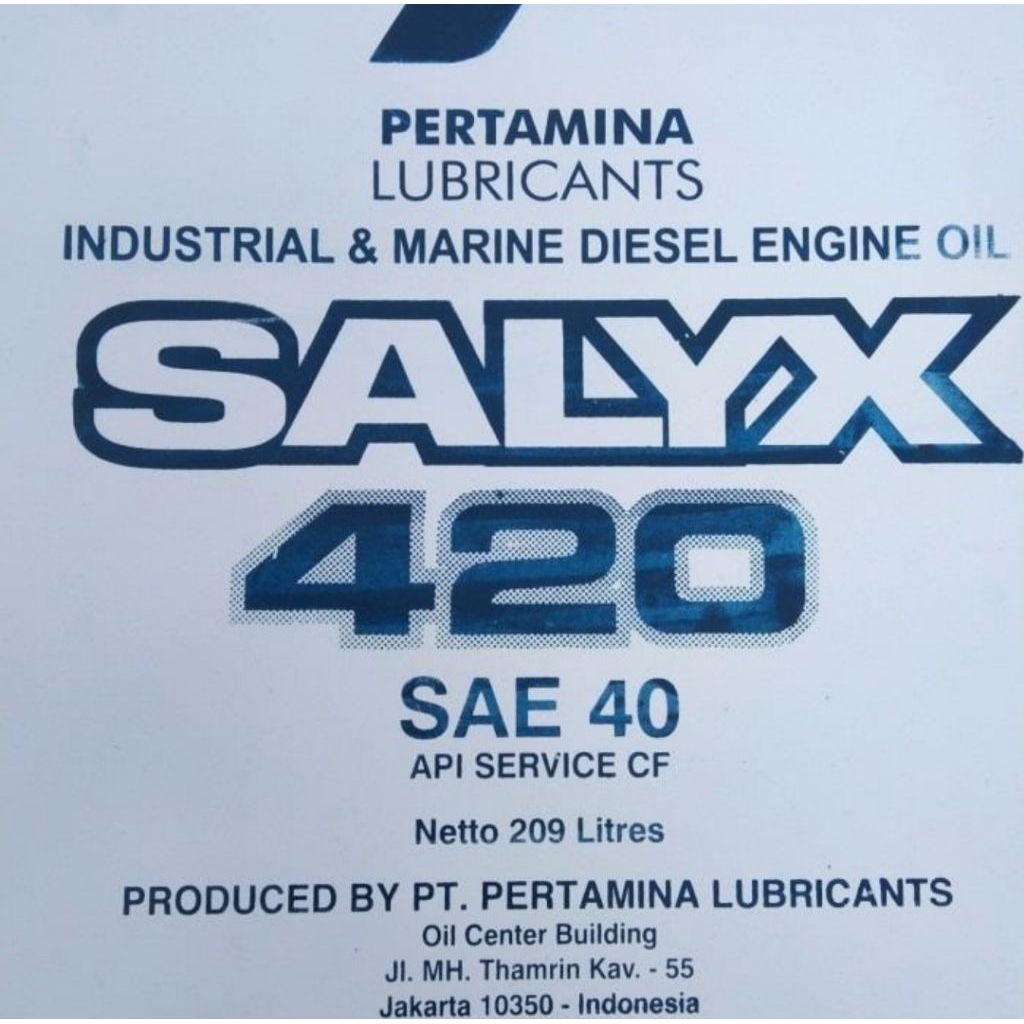 PERTAMINA
LUBRICANTS
INDUSTRIAL & MARINE DIESEL ENGINE OIL
SALYX
420
SAE 40
API SERVICE CF
Netto 209 Litres
PRODUCED BY PT. PERTAMINA LUBRICANTS
Oil Center Building
Jl. MH. Thamrin Kav. - 55
Jakarta 10350 - Indonesia